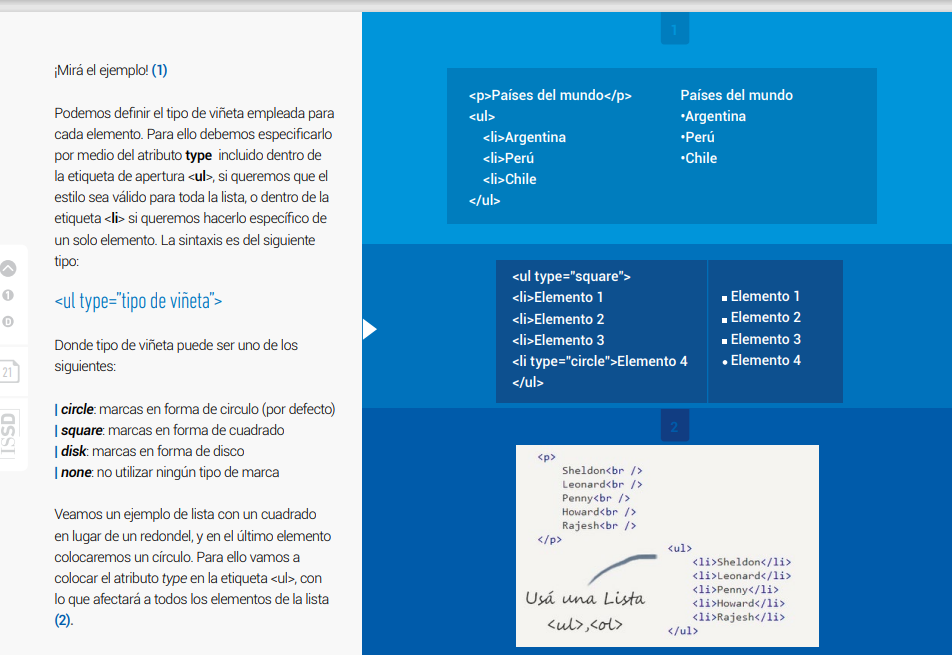 ¡Mirá el ejemplo! (1)
Podemos definir el tipo de viñeta empleada para
cada elemento. Para ello debemos especificarlo
por medio del atributo type incluido dentro de
la etiqueta de apertura <ul>, si queremos que el
estilo sea válido para toda la lista, o dentro de la
etiqueta <li> si queremos hacerlo específico de
un solo elemento. La sintaxis es del siguiente
tipo:
<ul type="tipo de viñeta">
Donde tipo de viñeta puede ser uno de los
siguientes:
| circle: marcas en forma de circulo (por defecto)
| square: marcas en forma de cuadrado
| disk: marcas en forma de disco
| none: no utilizar ningún tipo de marca
Veamos un ejemplo de lista con un cuadrado
en lugar de un redondel, y en el último elemento
colocaremos un círculo. Para ello vamos a
colocar el atributo type en la etiqueta <ul>, con
lo que afectará a todos los elementos de la lista
(2).
1
D
21
ISSD
1
<p>Países del mundo</p>
<ul>
<li>Argentina
<li>Perú
<li>Chile
</ul>
Países del mundo
•Argentina
•Perú
•Chile
<ul type="square">
<li>Elemento 1
<li>Elemento 2
<li>Elemento 3
<li type="circle">Elemento 4
</ul>
▪ Elemento 1
▪ Elemento 2
▪ Elemento 3
• Elemento 4
2
<p>
Sheldon<br />
Leonard<br />
Penny<br />
Howard<br />
Rajesh<br />
</p>
Usá una Lista
<ul>,<ol>
<ul>
<li>Sheldon</li>
<li>Leonard</li>
<li>Penny</li>
<li>Howard</li>
<li>Rajesh</li>
</ul>